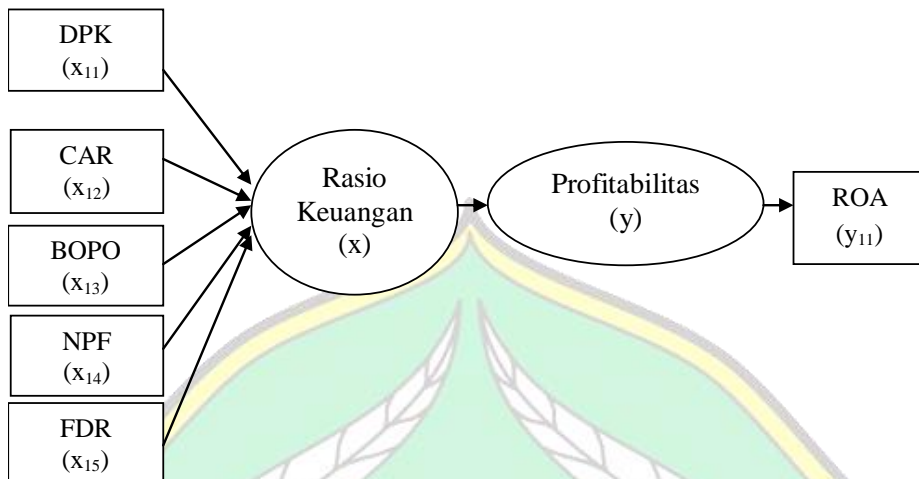 DPK
(x₁₁)
CAR
(x₁₂)
BOPO
(x₁₃)
NPF
(x₁₄)
FDR
(x₁₅)
Rasio
Keuangan
(x)
Profitabilitas
(y)
ROA
(y₁₁)